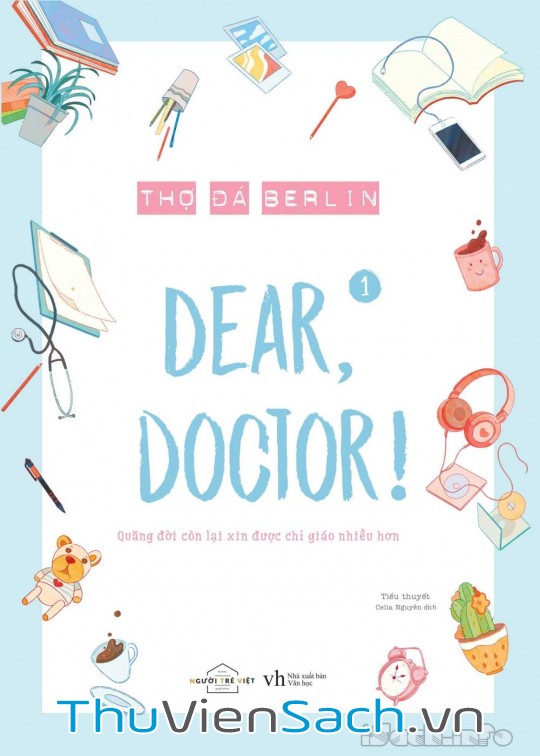 THỢ ĐÁ BERLIN
1
DEAR,
DOCTOR!
Quãng đời còn lại xin được chỉ giáo nhiều hơn
Tiểu thuyết
Celia Nguyễn dịch
NGƯỜI TRẺ VIỆT
vh Nhà xuất bản
Văn học
ThuVienSach.vn